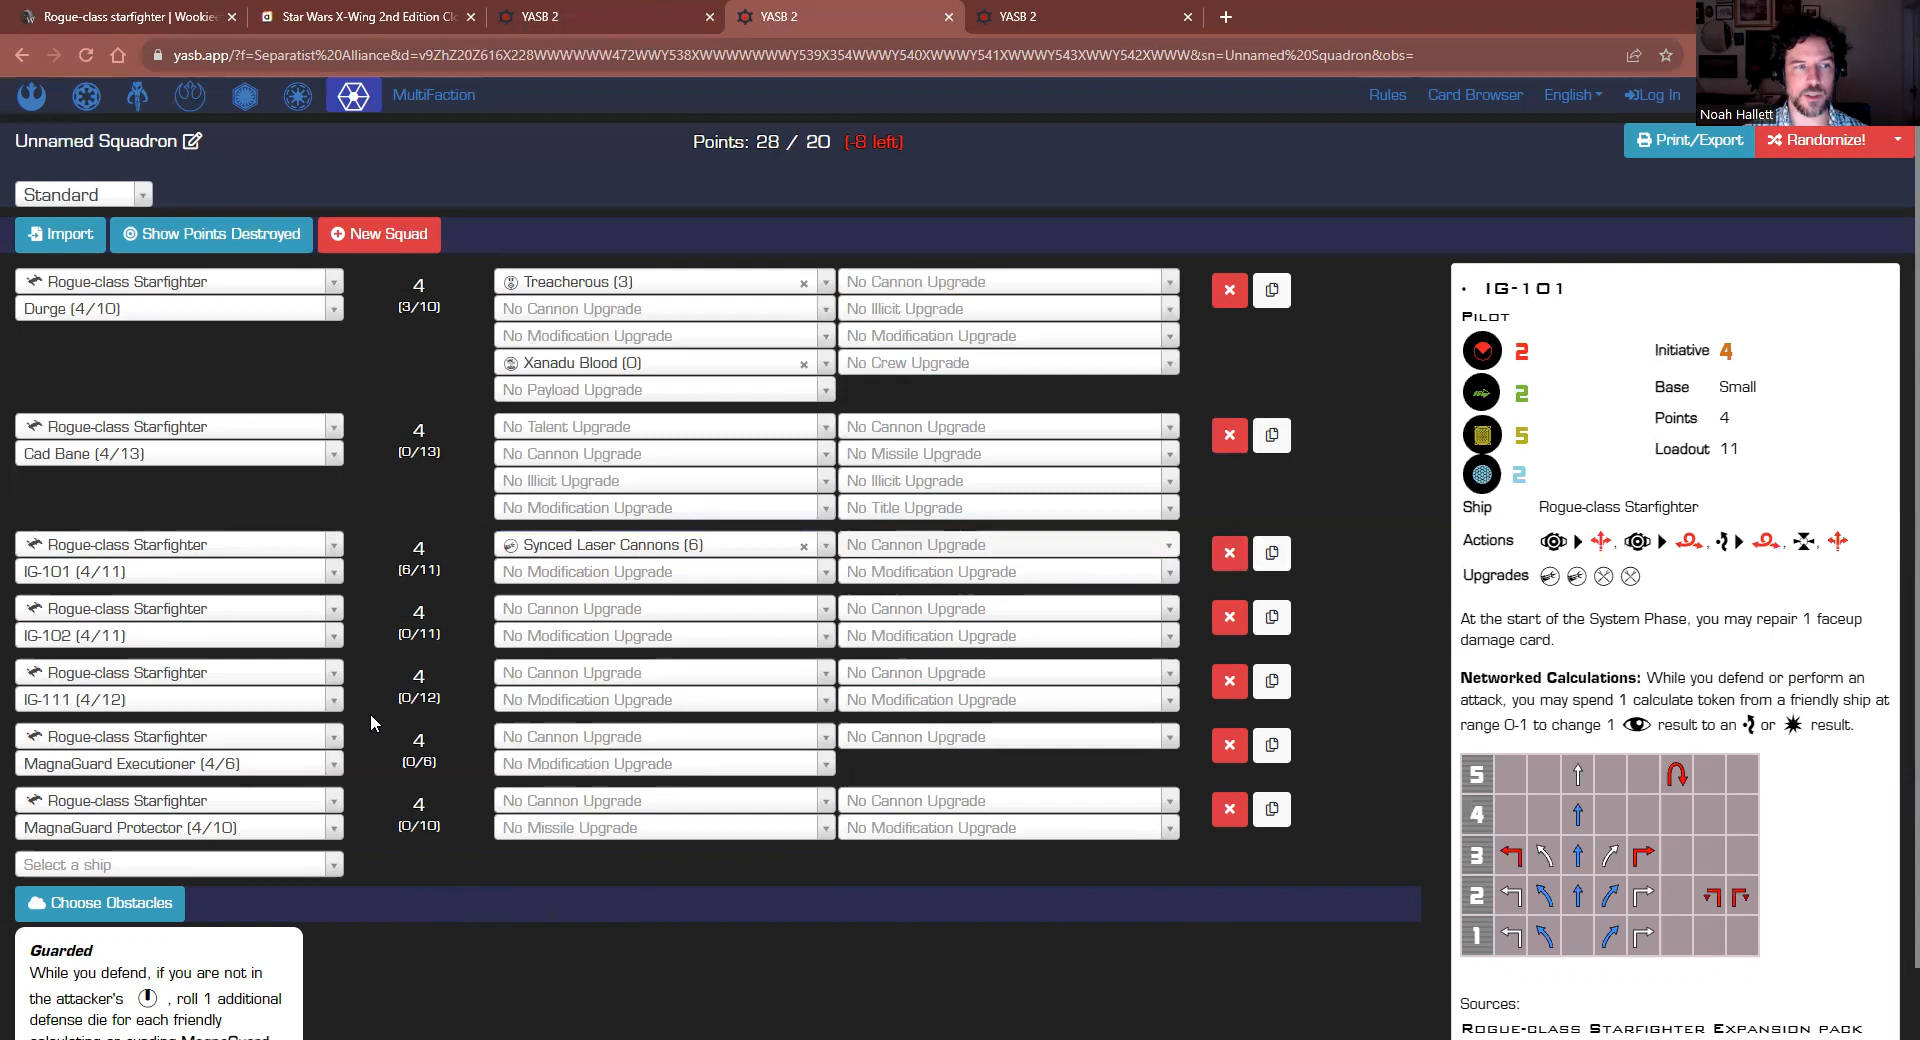 Rogue-class starfighter | Wookiee
Star Wars X-Wing 2nd Edition Clo
YASB 2
YASB 2
YASB 2
yasb.app/?f=Separatist%20Alliance&d=v9ZhZ20Z616X228WWWWWW472WWY538XWWWWWWWWY539X354WWWY540XWWWY541XWWWY543XWWY542XWWW&sn=Unnamed%20Squadron&obs=
MultiFaction
Rules
Card Browser
English
Log In
Noah Hallett
Unnamed Squadron
Points: 28 / 20 (-8 left)
Print/Export
Randomize!
Standard
Import
Show Points Destroyed
New Squad
Rogue-class Starfighter
Durge (4/10)
4
(3/10)
Treacherous (3)
No Cannon Upgrade
No Cannon Upgrade
No Illicit Upgrade
No Modification Upgrade
No Modification Upgrade
Xanadu Blood (0)
No Crew Upgrade
No Payload Upgrade
Rogue-class Starfighter
Cad Bane (4/13)
4
(0/13)
No Talent Upgrade
No Cannon Upgrade
No Cannon Upgrade
No Missile Upgrade
No Illicit Upgrade
No Illicit Upgrade
No Modification Upgrade
No Title Upgrade
Rogue-class Starfighter
IG-101 (4/11)
4
(6/11)
Synced Laser Cannons (6)
No Cannon Upgrade
No Modification Upgrade
No Modification Upgrade
Rogue-class Starfighter
IG-102 (4/11)
4
(0/11)
No Cannon Upgrade
No Cannon Upgrade
No Modification Upgrade
No Modification Upgrade
Rogue-class Starfighter
IG-111 (4/12)
4
(0/12)
No Cannon Upgrade
No Cannon Upgrade
No Modification Upgrade
No Modification Upgrade
Rogue-class Starfighter
MagnaGuard Executioner (4/6)
4
(0/6)
No Cannon Upgrade
No Cannon Upgrade
No Modification Upgrade
Rogue-class Starfighter
MagnaGuard Protector (4/10)
4
(0/10)
No Cannon Upgrade
No Cannon Upgrade
No Missile Upgrade
No Modification Upgrade
Select a ship
Choose Obstacles
Guarded
While you defend, if you are not in
the attacker's , roll 1 additional
defense die for each friendly
calculating or evading MagnaGuard
· IG-101
Pilot
2
2
5
2
Initiative 4
Base Small
Points 4
Loadout 11
Ship Rogue-class Starfighter
Actions
Upgrades
At the start of the System Phase, you may repair 1 faceup
damage card.
Networked Calculations: While you defend or perform an
attack, you may spend 1 calculate token from a friendly ship at
range 0-1 to change 1 result to an or result.
5
4
3
2
1
Sources:
Rogue-class Starfighter Expansion Pack